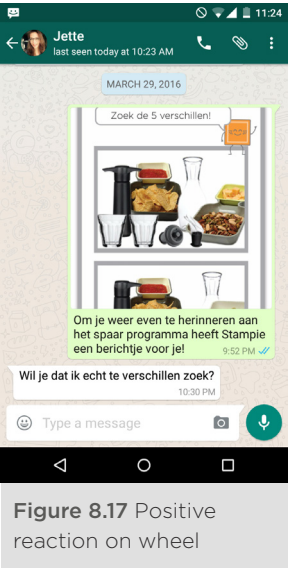 11:24
Jette
last seen today at 10:23 AM
MARCH 29, 2016
Zoek de 5 verschillen!
Om je weer even te herinneren aan
het spaar programma heeft Stampie
een berichtje voor je!
9:52 PM
Wil je dat ik echt te verschillen zoek?
10:30 PM
Type a message
Figure 8.17 Positive
reaction on wheel